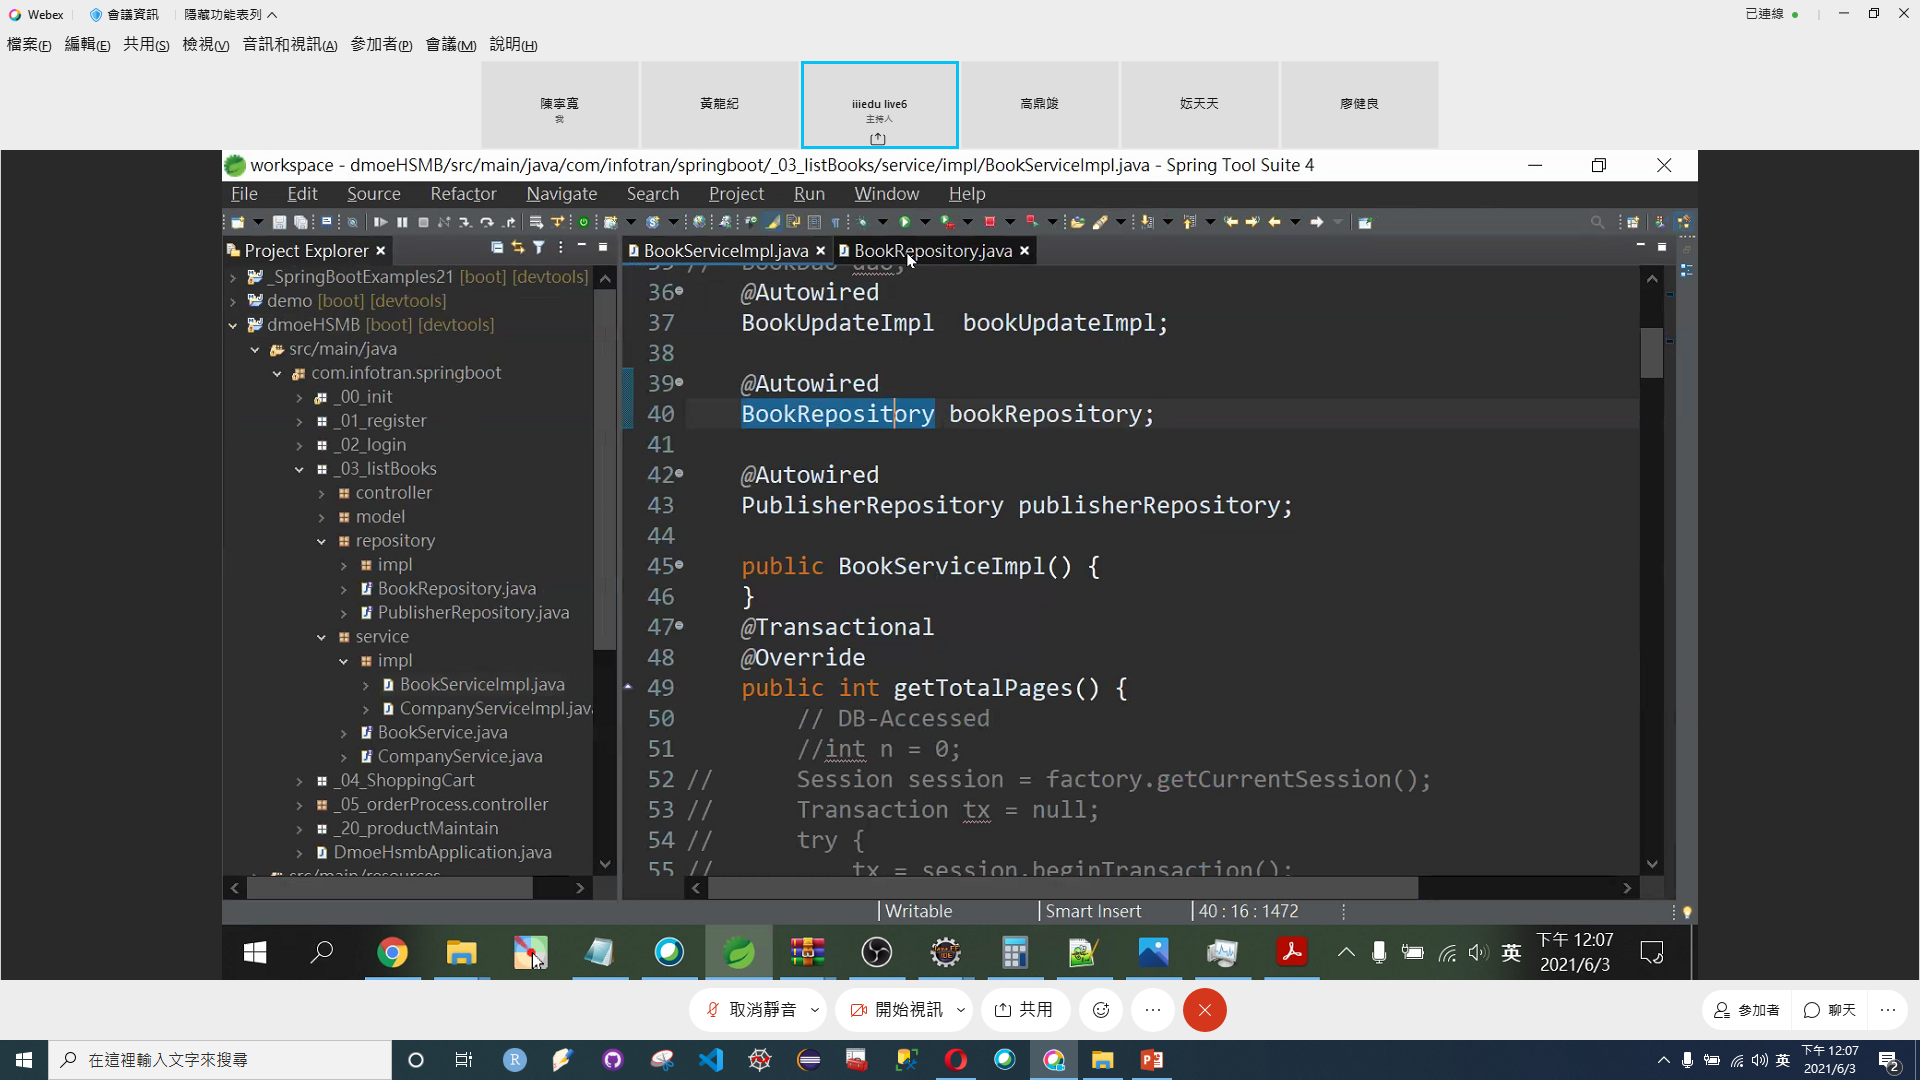 Webex 會議資訊 隱藏功能表列 已連線
檔案(F) 編輯(E) 共用(S) 檢視(V) 音訊和視訊(A) 參加者(P) 會議(M) 說明(H)
陳寧寬
我
黃龍紀
iiiedu live6
主持人
高鼎竣
妘天天
廖健良
workspace - dmoeHSMB/src/main/java/com/infotran/springboot/_03_listBooks/service/impl/BookServiceImpl.java - Spring Tool Suite 4
File Edit Source Refactor Navigate Search Project Run Window Help
Project Explorer
BookServiceImpl.java BookRepository.java
_SpringBootExamples21 [boot] [devtools]
demo [boot] [devtools]
dmoeHSMB [boot] [devtools]
src/main/java
com.infotran.springboot
_00_init
_01_register
_02_login
_03_listBooks
controller
model
repository
impl
BookRepository.java
PublisherRepository.java
service
impl
BookServiceImpl.java
CompanyServiceImpl.java
BookService.java
CompanyService.java
_04_ShoppingCart
_05_orderProcess.controller
_20_productMaintain
DmoeHsmbApplication.java
src/main/resources
35 // BookDao dao;
36 @Autowired
37 BookUpdateImpl bookUpdateImpl;
38
39 @Autowired
40 BookRepository bookRepository;
41
42 @Autowired
43 PublisherRepository publisherRepository;
44
45 public BookServiceImpl() {
46 }
47 @Transactional
48 @Override
49 public int getTotalPages() {
50 // DB-Accessed
51 //int n = 0;
52 // Session session = factory.getCurrentSession();
53 // Transaction tx = null;
54 // try {
55 // tx = session.beginTransaction();
Writable Smart Insert 40 : 16 : 1472
英 下午 12:07
2021/6/3
取消靜音 開始視訊 共用 參加者 聊天
在這裡輸入文字來搜尋
英 下午 12:07
2021/6/3
2